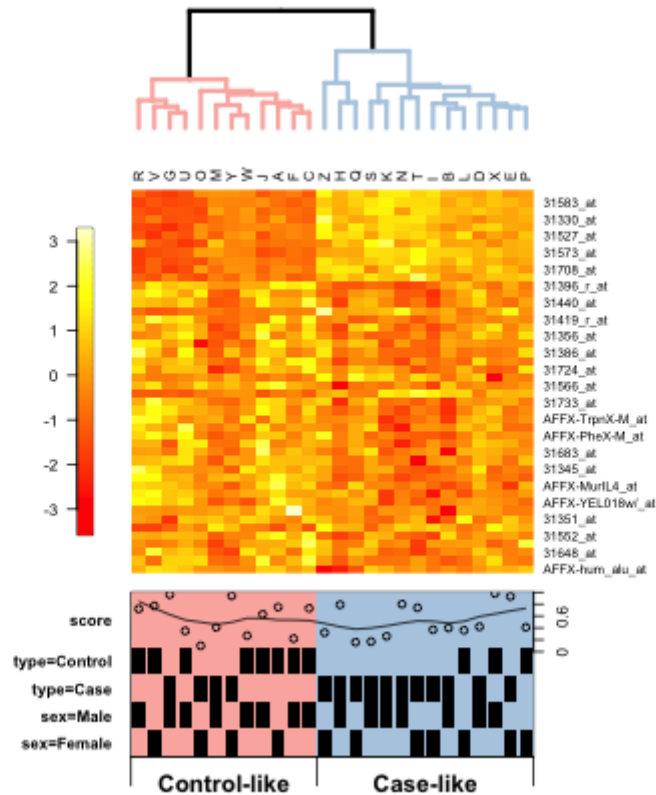 R V G U O M Y W J A F C Z H Q S K N T I B L D X E P
31583_at
31330_at
31527_at
31573_at
31708_at
31396_r_at
31440_at
31419_r_at
31356_at
31386_at
31724_at
31566_at
31733_at
AFFX-TrpnX-M_at
AFFX-PheX-M_at
31683_at
31345_at
AFFX-MurIL4_at
AFFX-YEL018w/_at
31351_at
31552_at
31648_at
AFFX-hum_alu_at
3
2
1
0
-1
-2
-3
score
0.6
0
type=Control
type=Case
sex=Male
sex=Female
Control-like
Case-like